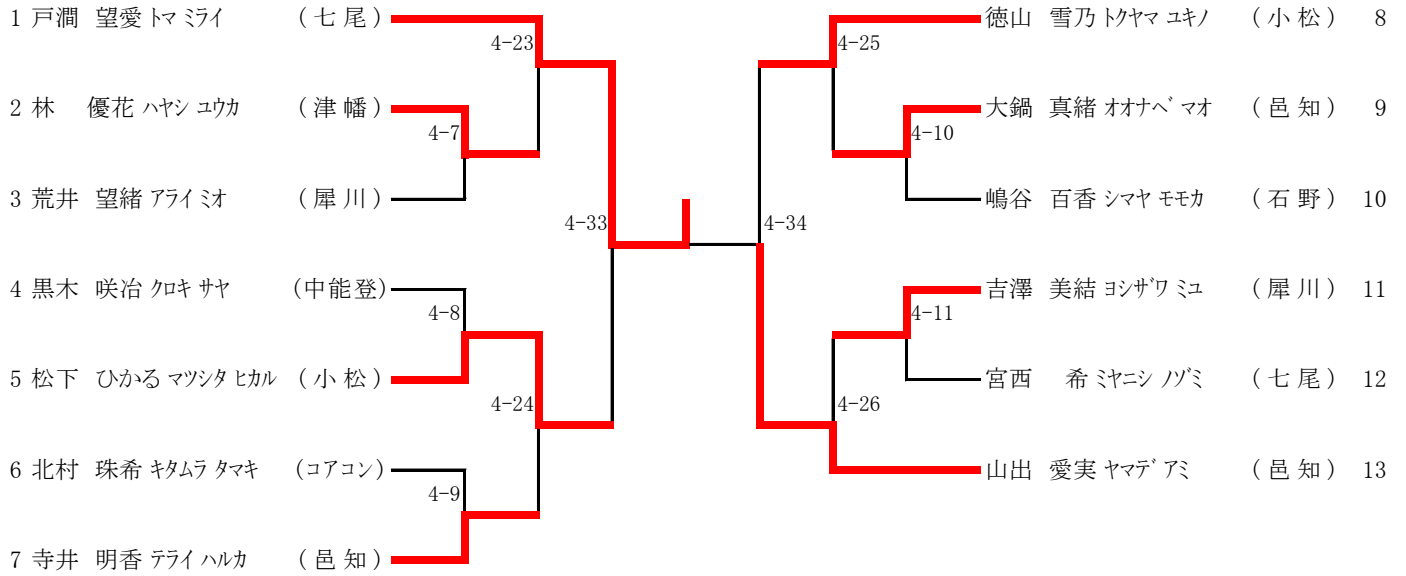 1 戸澗 望愛 トマ ミライ (七尾)
4-23
2 林 優花 ハヤシ ユウカ (津幡)
4-7
3 荒井 望緒 アライ ミオ (犀川)
4-33
4 黒木 咲冶 クロキ サヤ (中能登)
4-8
5 松下 ひかる マツシタ ヒカル (小松)
4-24
6 北村 珠希 キタムラ タマキ (コアコン)
4-9
7 寺井 明香 テライ ハルカ (邑知)
徳山 雪乃 トクヤマ ユキノ (小松) 8
4-25
大鍋 真緒 オオナベ マオ (邑知) 9
4-10
嶋谷 百香 シマヤ モモカ (石野) 10
4-34
吉澤 美結 ヨシザワ ミユ (犀川) 11
4-11
宮西 希 ミヤニシ ノゾミ (七尾) 12
4-26
山出 愛実 ヤマデ アミ (邑知) 13